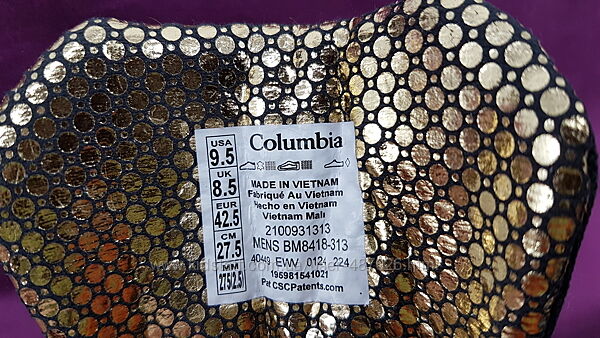 USA
9.5
UK
8.5
EUR
42.5
CM
27.5
MM
275/2.5
Columbia
MADE IN VIETNAM
Fabriqué Au Vietnam
Hecho en Vietnam
Vietnam Malı
2100931313
MENS BM8418-313
4049 EWV 0124 224
195981541021
Pat CSCPatents.com